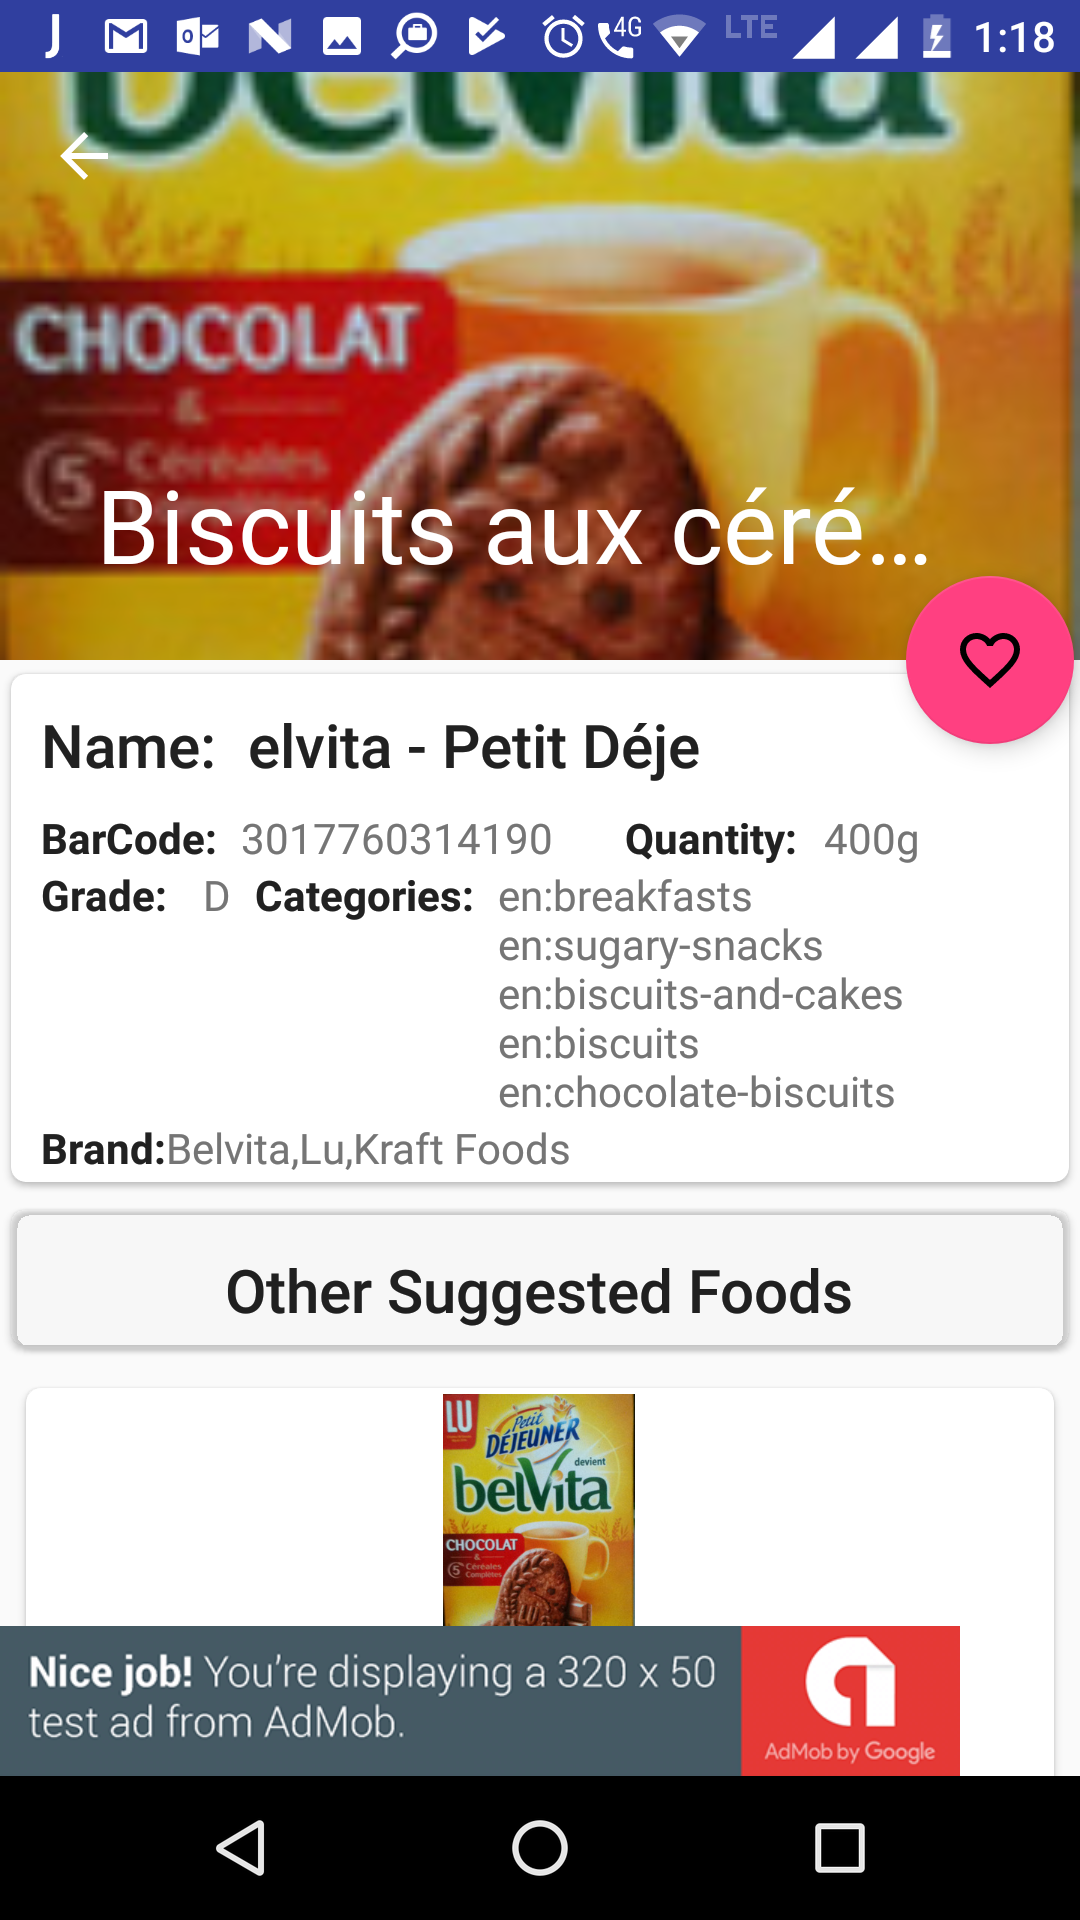 J 4G LTE 1:18
belvita
CHOCOLAT
&
5 Céréales
Biscuits aux céré...
Name: elvita - Petit Déje
BarCode: 3017760314190 Quantity: 400g
Grade: D Categories: en:breakfasts
en:sugary-snacks
en:biscuits-and-cakes
en:biscuits
en:chocolate-biscuits
Brand:Belvita,Lu,Kraft Foods
Other Suggested Foods
LU
Petit
DÉJEUNER
devient
belVita
CHOCOLAT
&
5 Céréales
Complètes
Nice job! You're displaying a 320 x 50
test ad from AdMob.
AdMob by Google